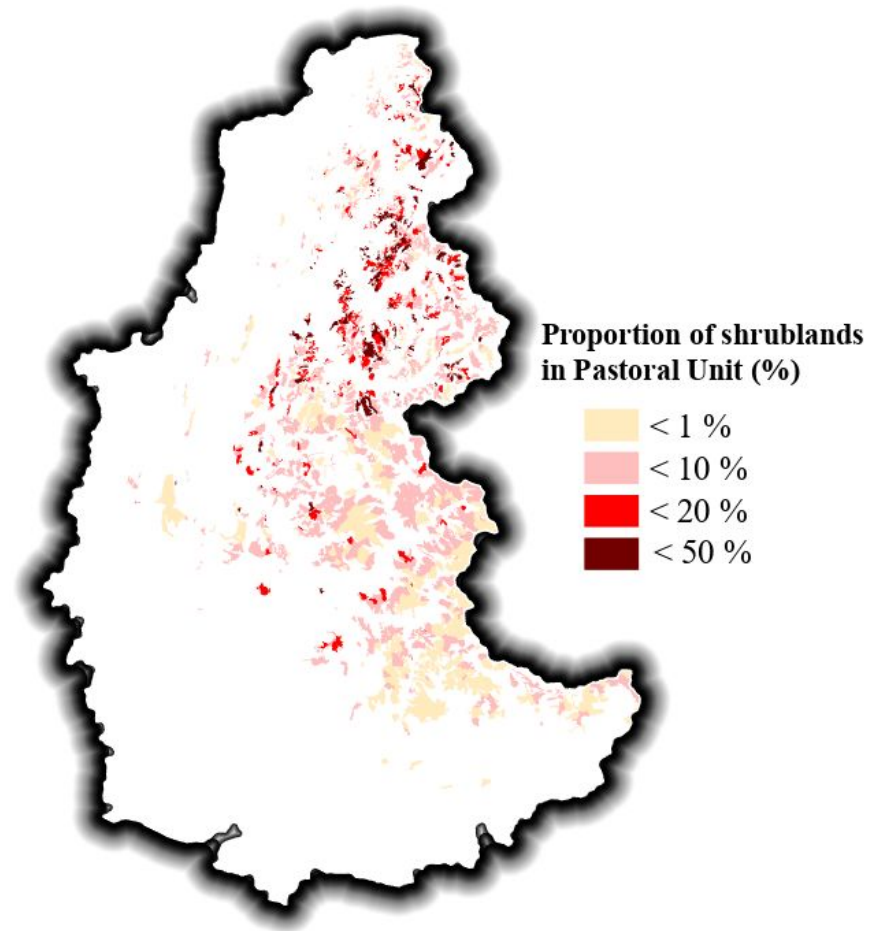 Proportion of shrublands
in Pastoral Unit (%)
< 1 %
< 10 %
< 20 %
< 50 %